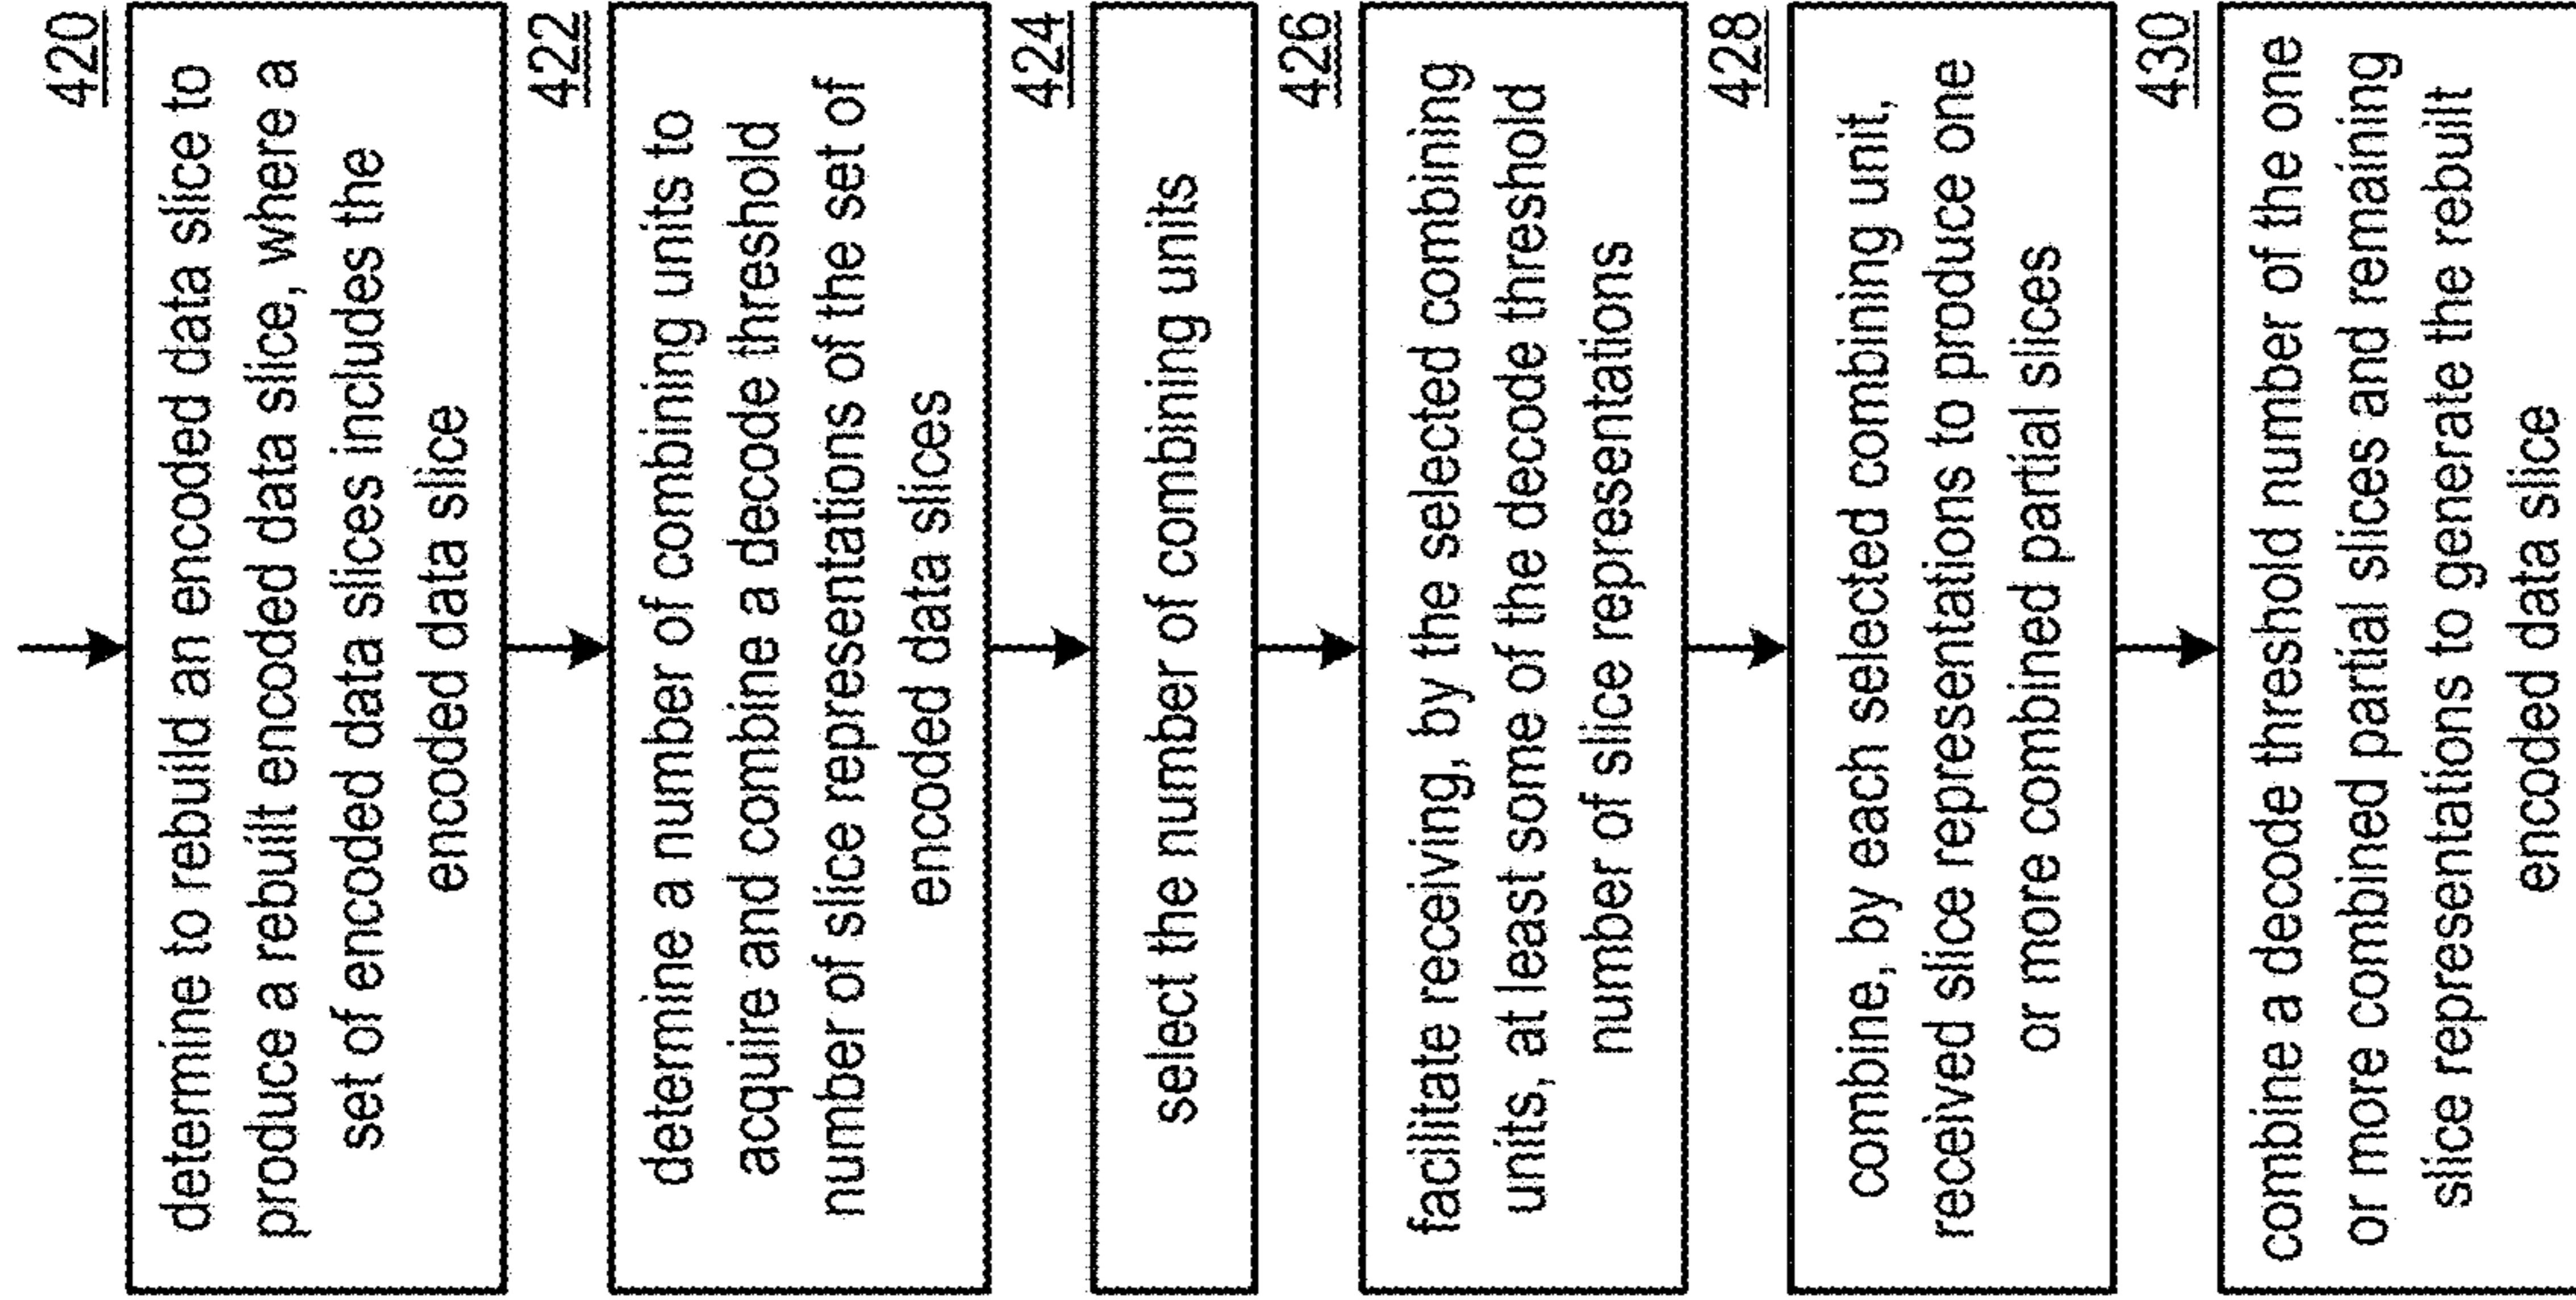 420
determine to rebuild an encoded data slice to
produce a rebuilt encoded data slice, where a
set of encoded data slices includes the
encoded data slice
422
determine a number of combining units to
acquire and combine a decode threshold
number of slice representations of the set of
encoded data slices
424
select the number of combining units
426
facilitate receiving, by the selected combining
units, at least some of the decode threshold
number of slice representations
428
combine, by each selected combining unit,
received slice representations to produce one
or more combined partial slices
430
combine a decode threshold number of the one
or more combined partial slices and remaining
slice representations to generate the rebuilt
encoded data slice